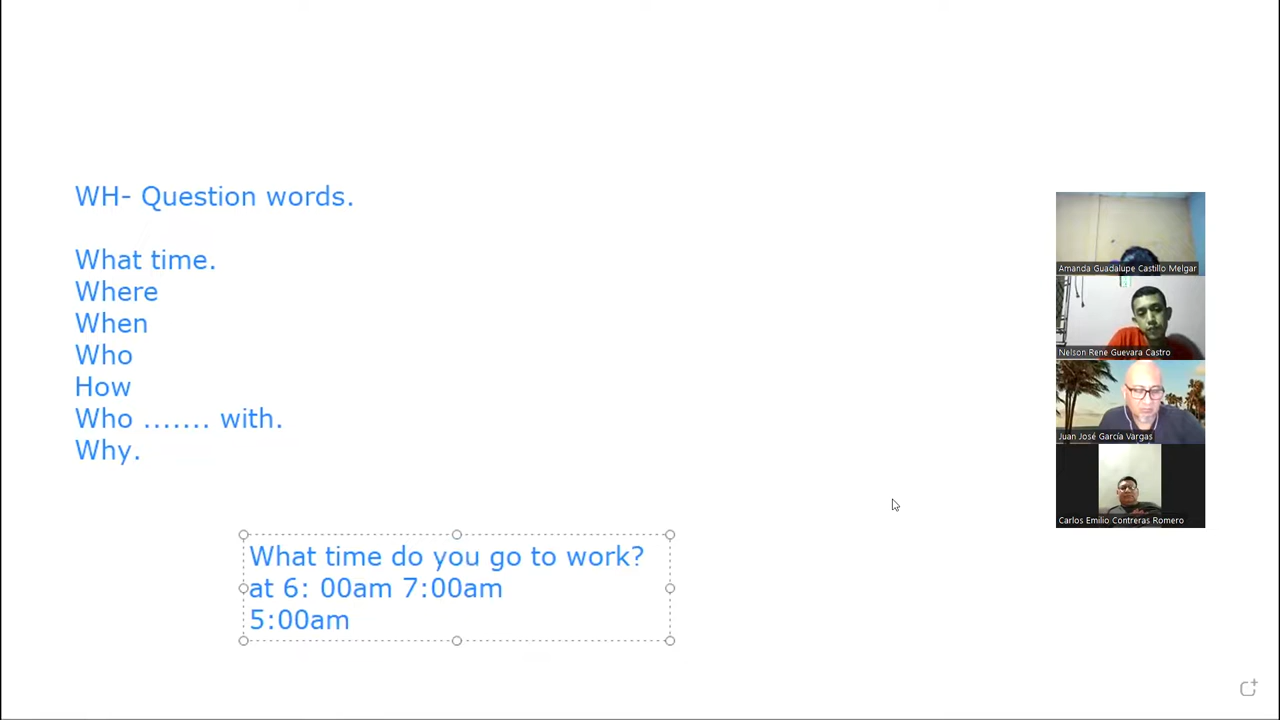 WH- Question words.
What time.
Where
When
Who
How
Who ....... with.
Why.
What time do you go to work?
at 6: 00am 7:00am
5:00am
Amanda Guadalupe Castillo Melgar
Nelson Rene Guevara Castro
Juan José García Vargas
Carlos Emilio Contreras Romero